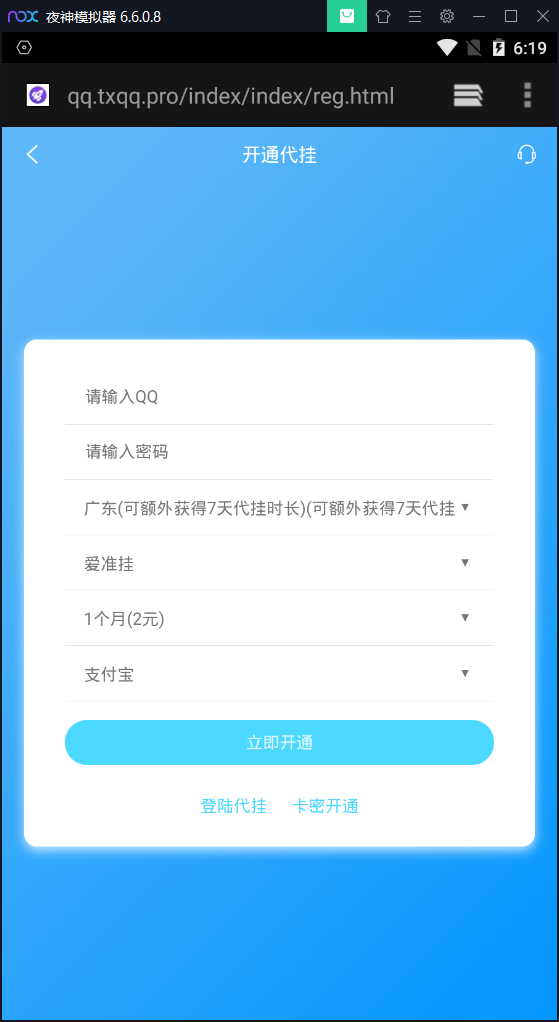 nox 夜神模拟器 6.6.0.8
6:19
qq.txqq.pro/index/index/reg.html
开通代挂
请输入QQ
请输入密码
广东(可额外获得7天代挂时长)(可额外获得7天代挂
爱准挂
1个月(2元)
支付宝
立即开通
登陆代挂 卡密开通